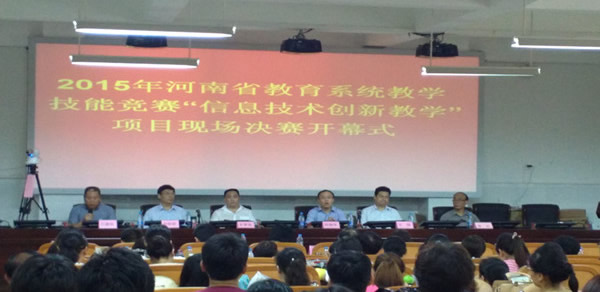 2015年河南省教育系统教学
技能竞赛“信息技术创新教学”
项目现场决赛开幕式